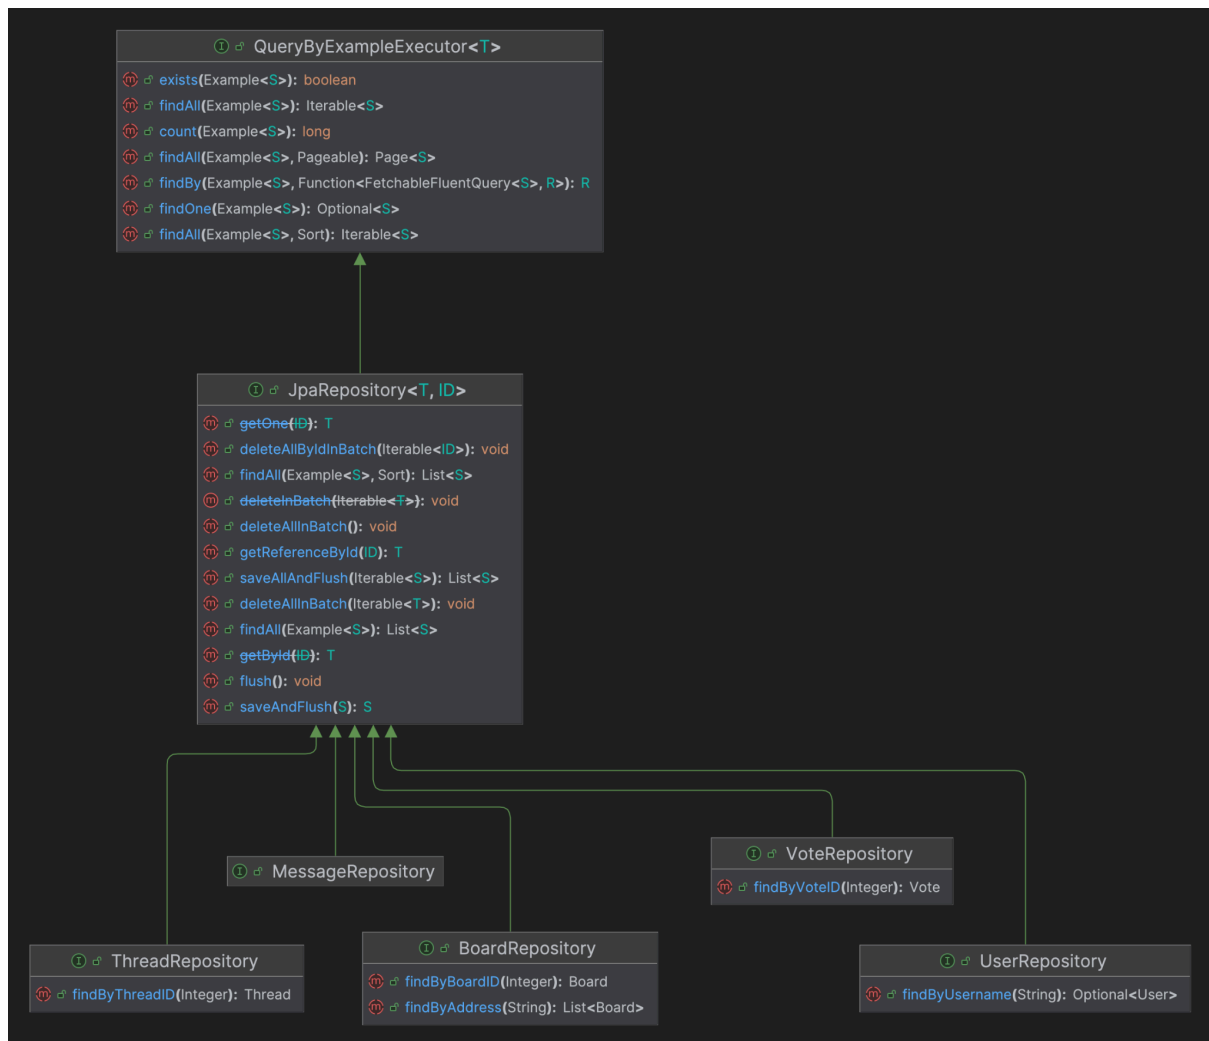 QueryByExampleExecutor<T>
exists(Example<S>): boolean
findAll(Example<S>): Iterable<S>
count(Example<S>): long
findAll(Example<S>, Pageable): Page<S>
findBy(Example<S>, Function<FetchableFluentQuery<S>, R>): R
findOne(Example<S>): Optional<S>
findAll(Example<S>, Sort): Iterable<S>
JpaRepository<T, ID>
getOne(ID): T
deleteAllByIdInBatch(Iterable<ID>): void
findAll(Example<S>, Sort): List<S>
deleteInBatch(Iterable<T>): void
deleteAllInBatch(): void
getReferenceById(ID): T
saveAllAndFlush(Iterable<S>): List<S>
deleteAllInBatch(Iterable<T>): void
findAll(Example<S>): List<S>
getById(ID): T
flush(): void
saveAndFlush(S): S
MessageRepository
VoteRepository
findByVoteID(Integer): Vote
ThreadRepository
findByThreadID(Integer): Thread
BoardRepository
findByBoardID(Integer): Board
findByAddress(String): List<Board>
UserRepository
findByUsername(String): Optional<User>